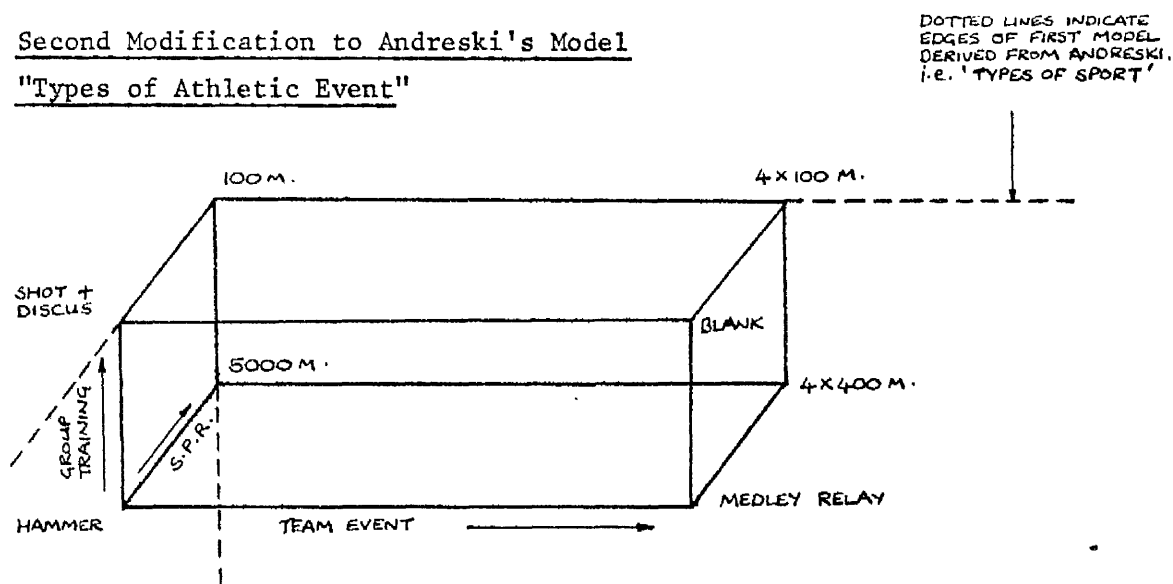 Second Modification to Andreski's Model
"Types of Athletic Event"
DOTTED LINES INDICATE
EDGES OF FIRST MODEL
DERIVED FROM ANDRESKI.
i.e. 'TYPES OF SPORT'
100 M.
4 × 100 M.
SHOT +
DISCUS
BLANK
5000 M.
4 × 400 M.
GROUP
TRAINING
S.P.R.
HAMMER
TEAM EVENT
MEDLEY RELAY